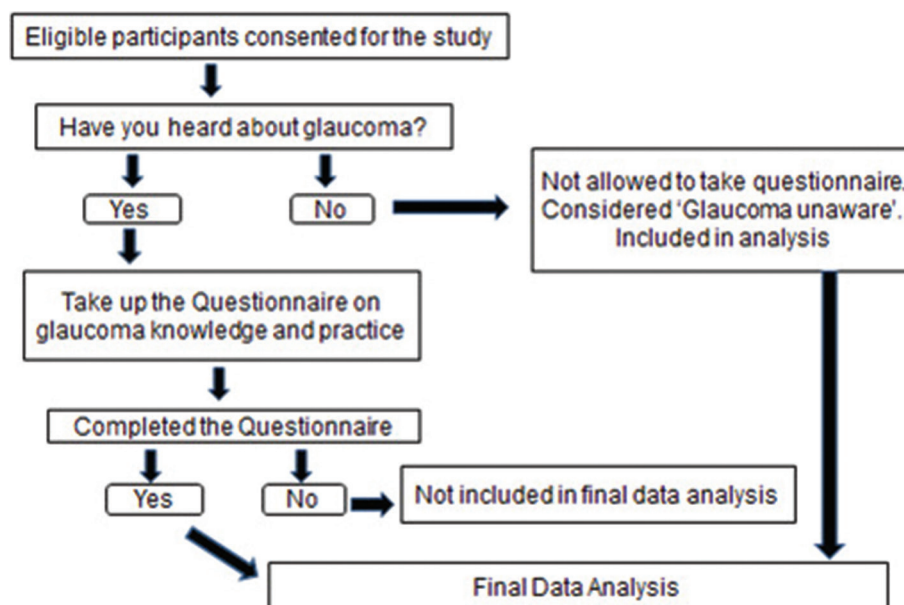 Eligible participants consented for the study
Have you heard about glaucoma?
Yes
No
Not allowed to take questionnaire.
Considered 'Glaucoma unaware'.
Included in analysis
Take up the Questionnaire on
glaucoma knowledge and practice
Completed the Questionnaire
Yes
No
Not included in final data analysis
Final Data Analysis